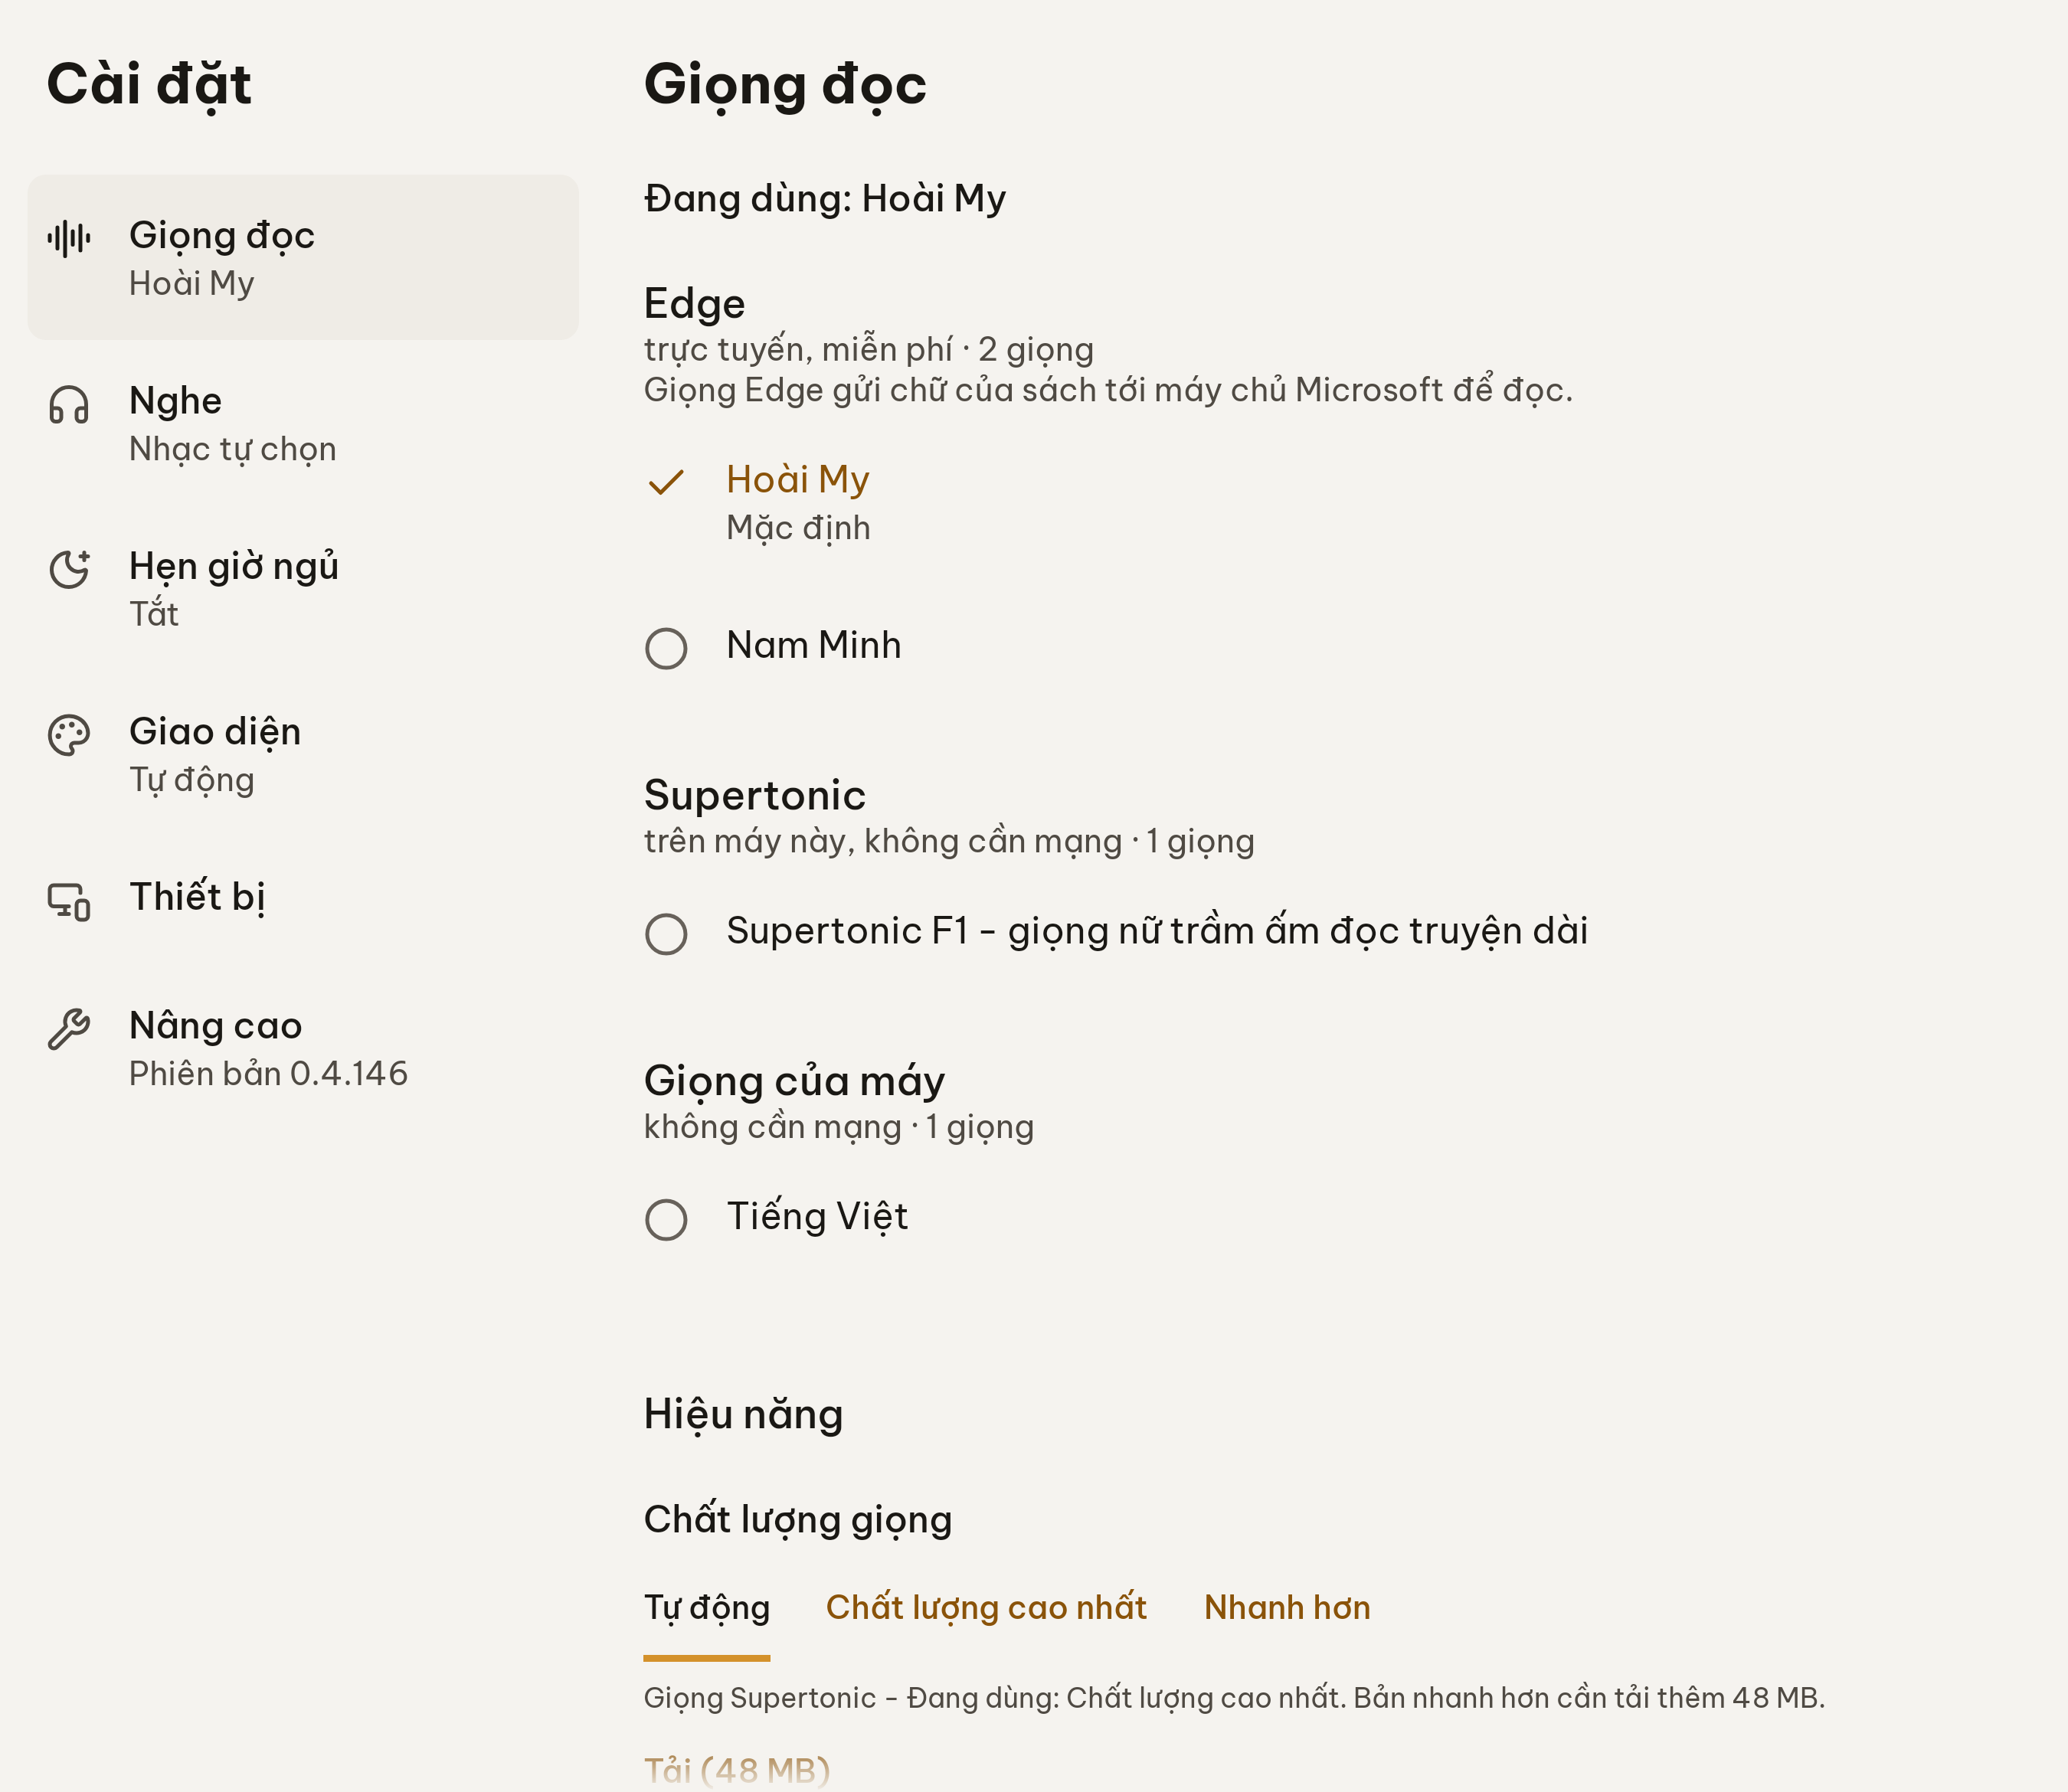 Cài đặt
Giọng đọc
Hoài My
Nghe
Nhạc tự chọn
Hẹn giờ ngủ
Tắt
Giao diện
Tự động
Thiết bị
Nâng cao
Phiên bản 0.4.146
Giọng đọc
Đang dùng: Hoài My
Edge
trực tuyến, miễn phí · 2 giọng
Giọng Edge gửi chữ của sách tới máy chủ Microsoft để đọc.
Hoài My
Mặc định
Nam Minh
Supertonic
trên máy này, không cần mạng · 1 giọng
Supertonic F1 - giọng nữ trầm ấm đọc truyện dài
Giọng của máy
không cần mạng · 1 giọng
Tiếng Việt
Hiệu năng
Chất lượng giọng
Tự động Chất lượng cao nhất Nhanh hơn
Giọng Supertonic - Đang dùng: Chất lượng cao nhất. Bản nhanh hơn cần tải thêm 48 MB.
Tải (48 MB)